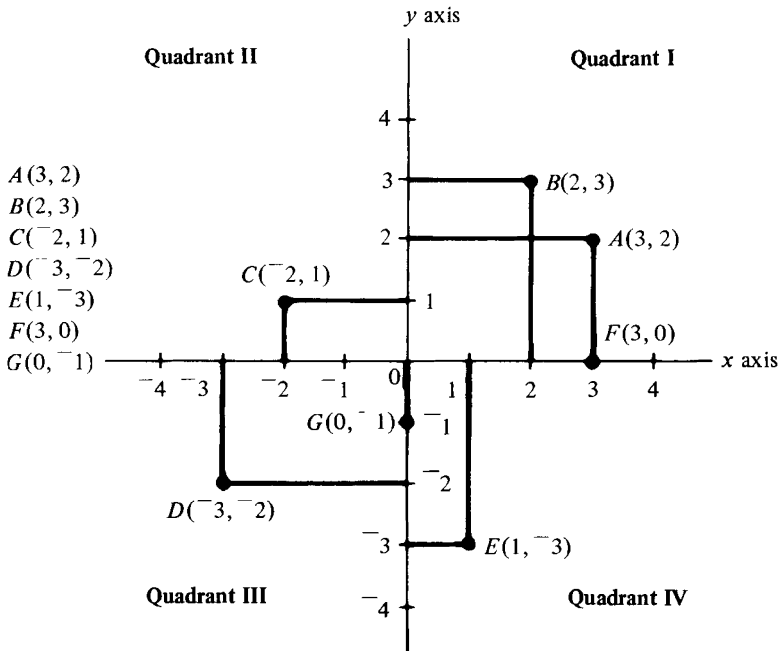 y axis
Quadrant II Quadrant I
4
A(3, 2)
B(2, 3)
C(⁻2, 1)
D(⁻3, ⁻2)
E(1, ⁻3)
F(3, 0)
G(0, ⁻1)
3 B(2, 3)
2 A(3, 2)
C(⁻2, 1)
1
F(3, 0)
x axis
⁻4 ⁻3 ⁻2 ⁻1 0 1 2 3 4
G(0, ⁻1) ⁻1
⁻2
D(⁻3, ⁻2)
⁻3 E(1, ⁻3)
Quadrant III Quadrant IV
⁻4